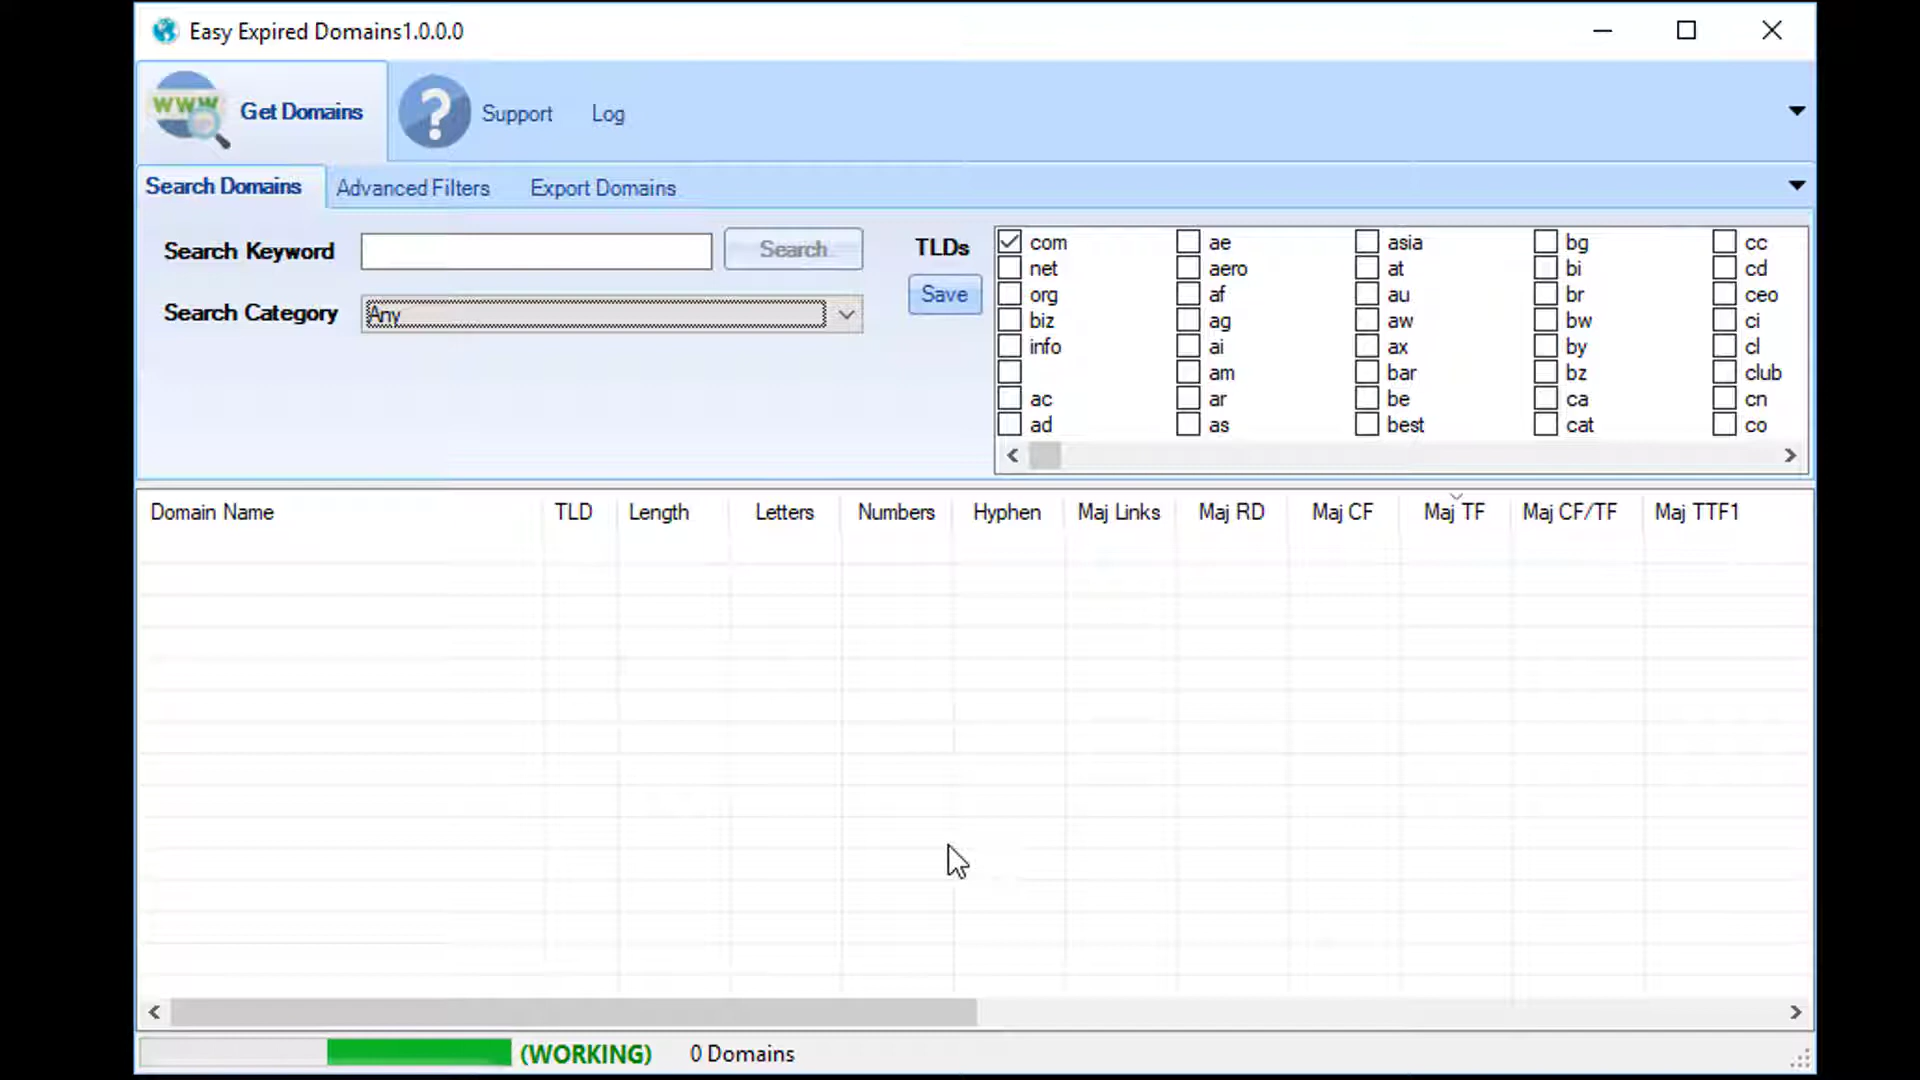 Easy Expired Domains1.0.0.0
WWW Get Domains ? Support Log
Search Domains Advanced Filters Export Domains
Search Keyword Search TLDs
Search Category Any Save
com ae asia bg cc
net aero at bi cd
org af au br ceo
biz ag aw bw ci
info ai ax by cl
am bar bz club
ac ar be ca cn
ad as best cat co
Domain Name TLD Length Letters Numbers Hyphen Maj Links Maj RD Maj CF Maj TF Maj CF/TF Maj TTF1
(WORKING) 0 Domains